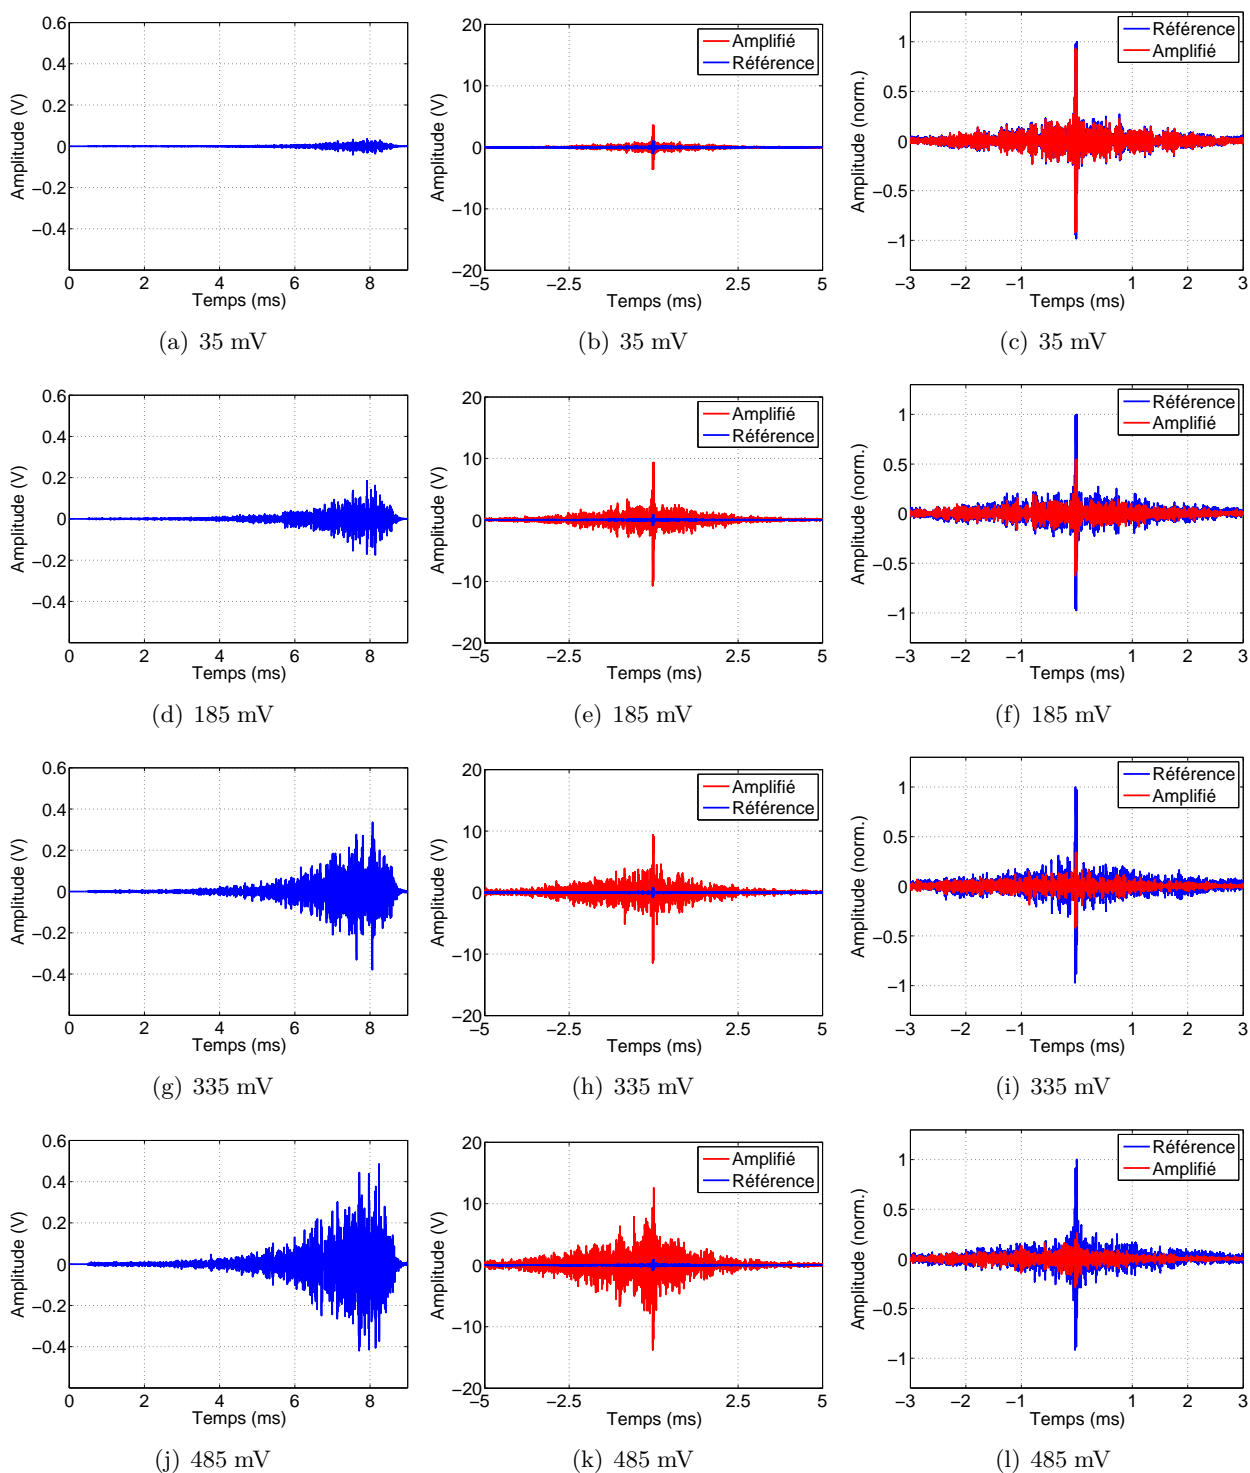 0.6
0.4
0.2
0
−0.2
−0.4
0 2 4 6 8
Amplitude (V)
Temps (ms)
(a) 35 mV
20
10
0
−10
−20
−5 −2.5 2.5 5
Amplitude (V)
Temps (ms)
Amplifié
Référence
(b) 35 mV
1
0.5
0
−0.5
−1
−3 −2 −1 1 2 3
Amplitude (norm.)
Temps (ms)
Référence
Amplifié
(c) 35 mV
0.6
0.4
0.2
0
−0.2
−0.4
0 2 4 6 8
Amplitude (V)
Temps (ms)
(d) 185 mV
20
10
0
−10
−20
−5 −2.5 2.5 5
Amplitude (V)
Temps (ms)
Amplifié
Référence
(e) 185 mV
1
0.5
0
−0.5
−1
−3 −2 −1 1 2 3
Amplitude (norm.)
Temps (ms)
Référence
Amplifié
(f) 185 mV
0.6
0.4
0.2
0
−0.2
−0.4
0 2 4 6 8
Amplitude (V)
Temps (ms)
(g) 335 mV
20
10
0
−10
−20
−5 −2.5 2.5 5
Amplitude (V)
Temps (ms)
Amplifié
Référence
(h) 335 mV
1
0.5
0
−0.5
−1
−3 −2 −1 1 2 3
Amplitude (norm.)
Temps (ms)
Référence
Amplifié
(i) 335 mV
0.6
0.4
0.2
0
−0.2
−0.4
0 2 4 6 8
Amplitude (V)
Temps (ms)
(j) 485 mV
20
10
0
−10
−20
−5 −2.5 2.5 5
Amplitude (V)
Temps (ms)
Amplifié
Référence
(k) 485 mV
1
0.5
0
−0.5
−1
−3 −2 −1 1 2 3
Amplitude (norm.)
Temps (ms)
Référence
Amplifié
(l) 485 mV